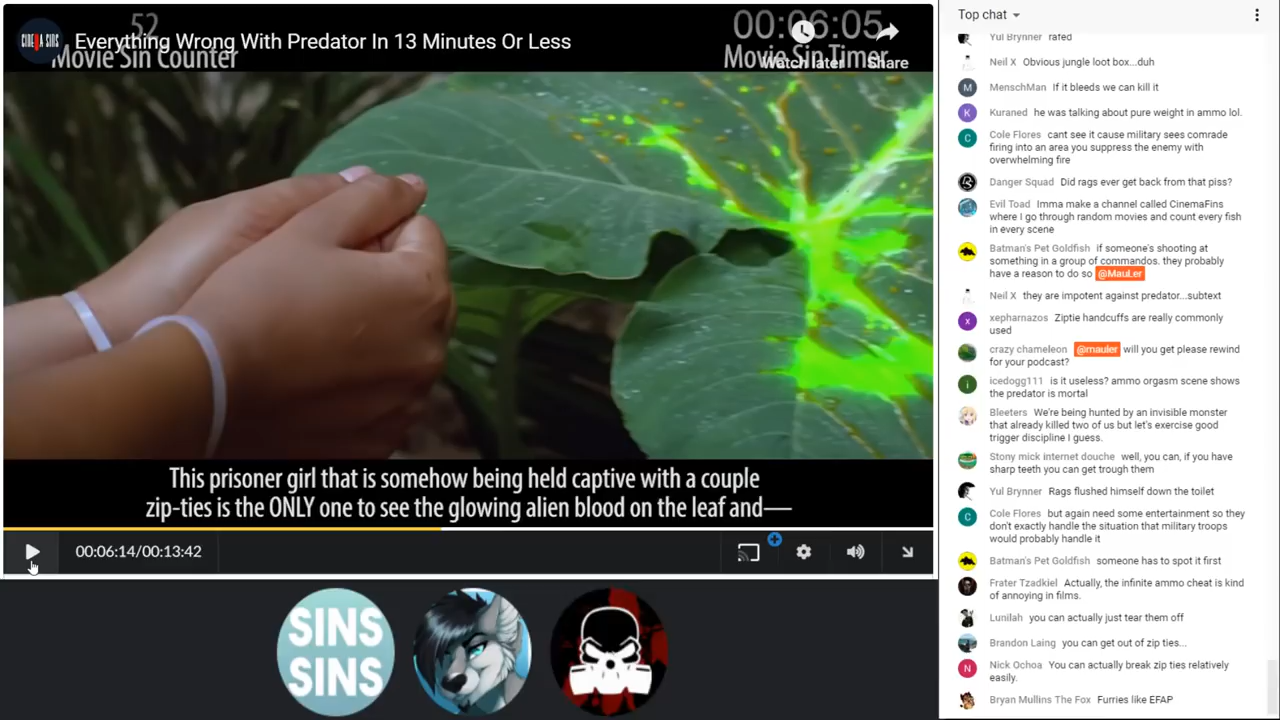 52
Movie Sin Counter
CINEMA SINS
Everything Wrong With Predator In 13 Minutes Or Less
00:06:05
Movie Sin Timer
Watch later
Share
This prisoner girl that is somehow being held captive with a couple
zip-ties is the ONLY one to see the glowing alien blood on the leaf and—
00:06:14/00:13:42
SINS
SINS
Top chat
Yul Brynner rafed
Neil X Obvious jungle loot box...duh
M
MenschMan If it bleeds we can kill it
K
Kuraned he was talking about pure weight in ammo lol.
C
Cole Flores cant see it cause military sees comrade
firing into an area you suppress the enemy with
overwhelming fire
Danger Squad Did rags ever get back from that piss?
Evil Toad Imma make a channel called CinemaFins
where I go through random movies and count every fish
in every scene
Batman's Pet Goldfish if someone's shooting at
something in a group of commandos. they probably
have a reason to do so @MauLer
Neil X they are impotent against predator...subtext
x
xepharnazos Ziptie handcuffs are really commonly
used
crazy chameleon @mauler will you get please rewind
for your podcast?
i
icedogg111 is it useless? ammo orgasm scene shows
the predator is mortal
Bleeters We're being hunted by an invisible monster
that already killed two of us but let's exercise good
trigger discipline I guess.
Stony mick internet douche well, you can, if you have
sharp teeth you can get trough them
Yul Brynner Rags flushed himself down the toilet
C
Cole Flores but again need some entertainment so they
don't exactly handle the situation that military troops
would probably handle it
Batman's Pet Goldfish someone has to spot it first
Frater Tzadkiel Actually, the infinite ammo cheat is kind
of annoying in films.
Lunilah you can actually just tear them off
Brandon Laing you can get out of zip ties...
N
Nick Ochoa You can actually break zip ties relatively
easily.
Bryan Mullins The Fox Furries like EFAP